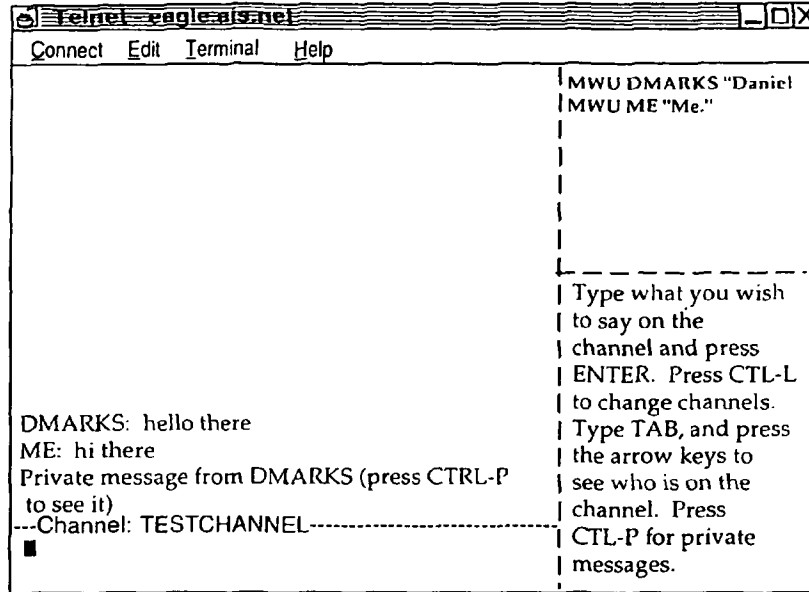 Telnet - eagle.ais.net
Connect Edit Terminal Help
MWU DMARKS "Daniel
MWU ME "Me."
Type what you wish
to say on the
channel and press
ENTER. Press CTL-L
to change channels.
Type TAB, and press
the arrow keys to
see who is on the
channel. Press
CTL-P for private
messages.
DMARKS: hello there
ME: hi there
Private message from DMARKS (press CTRL-P
to see it)
---Channel: TESTCHANNEL---------------------------